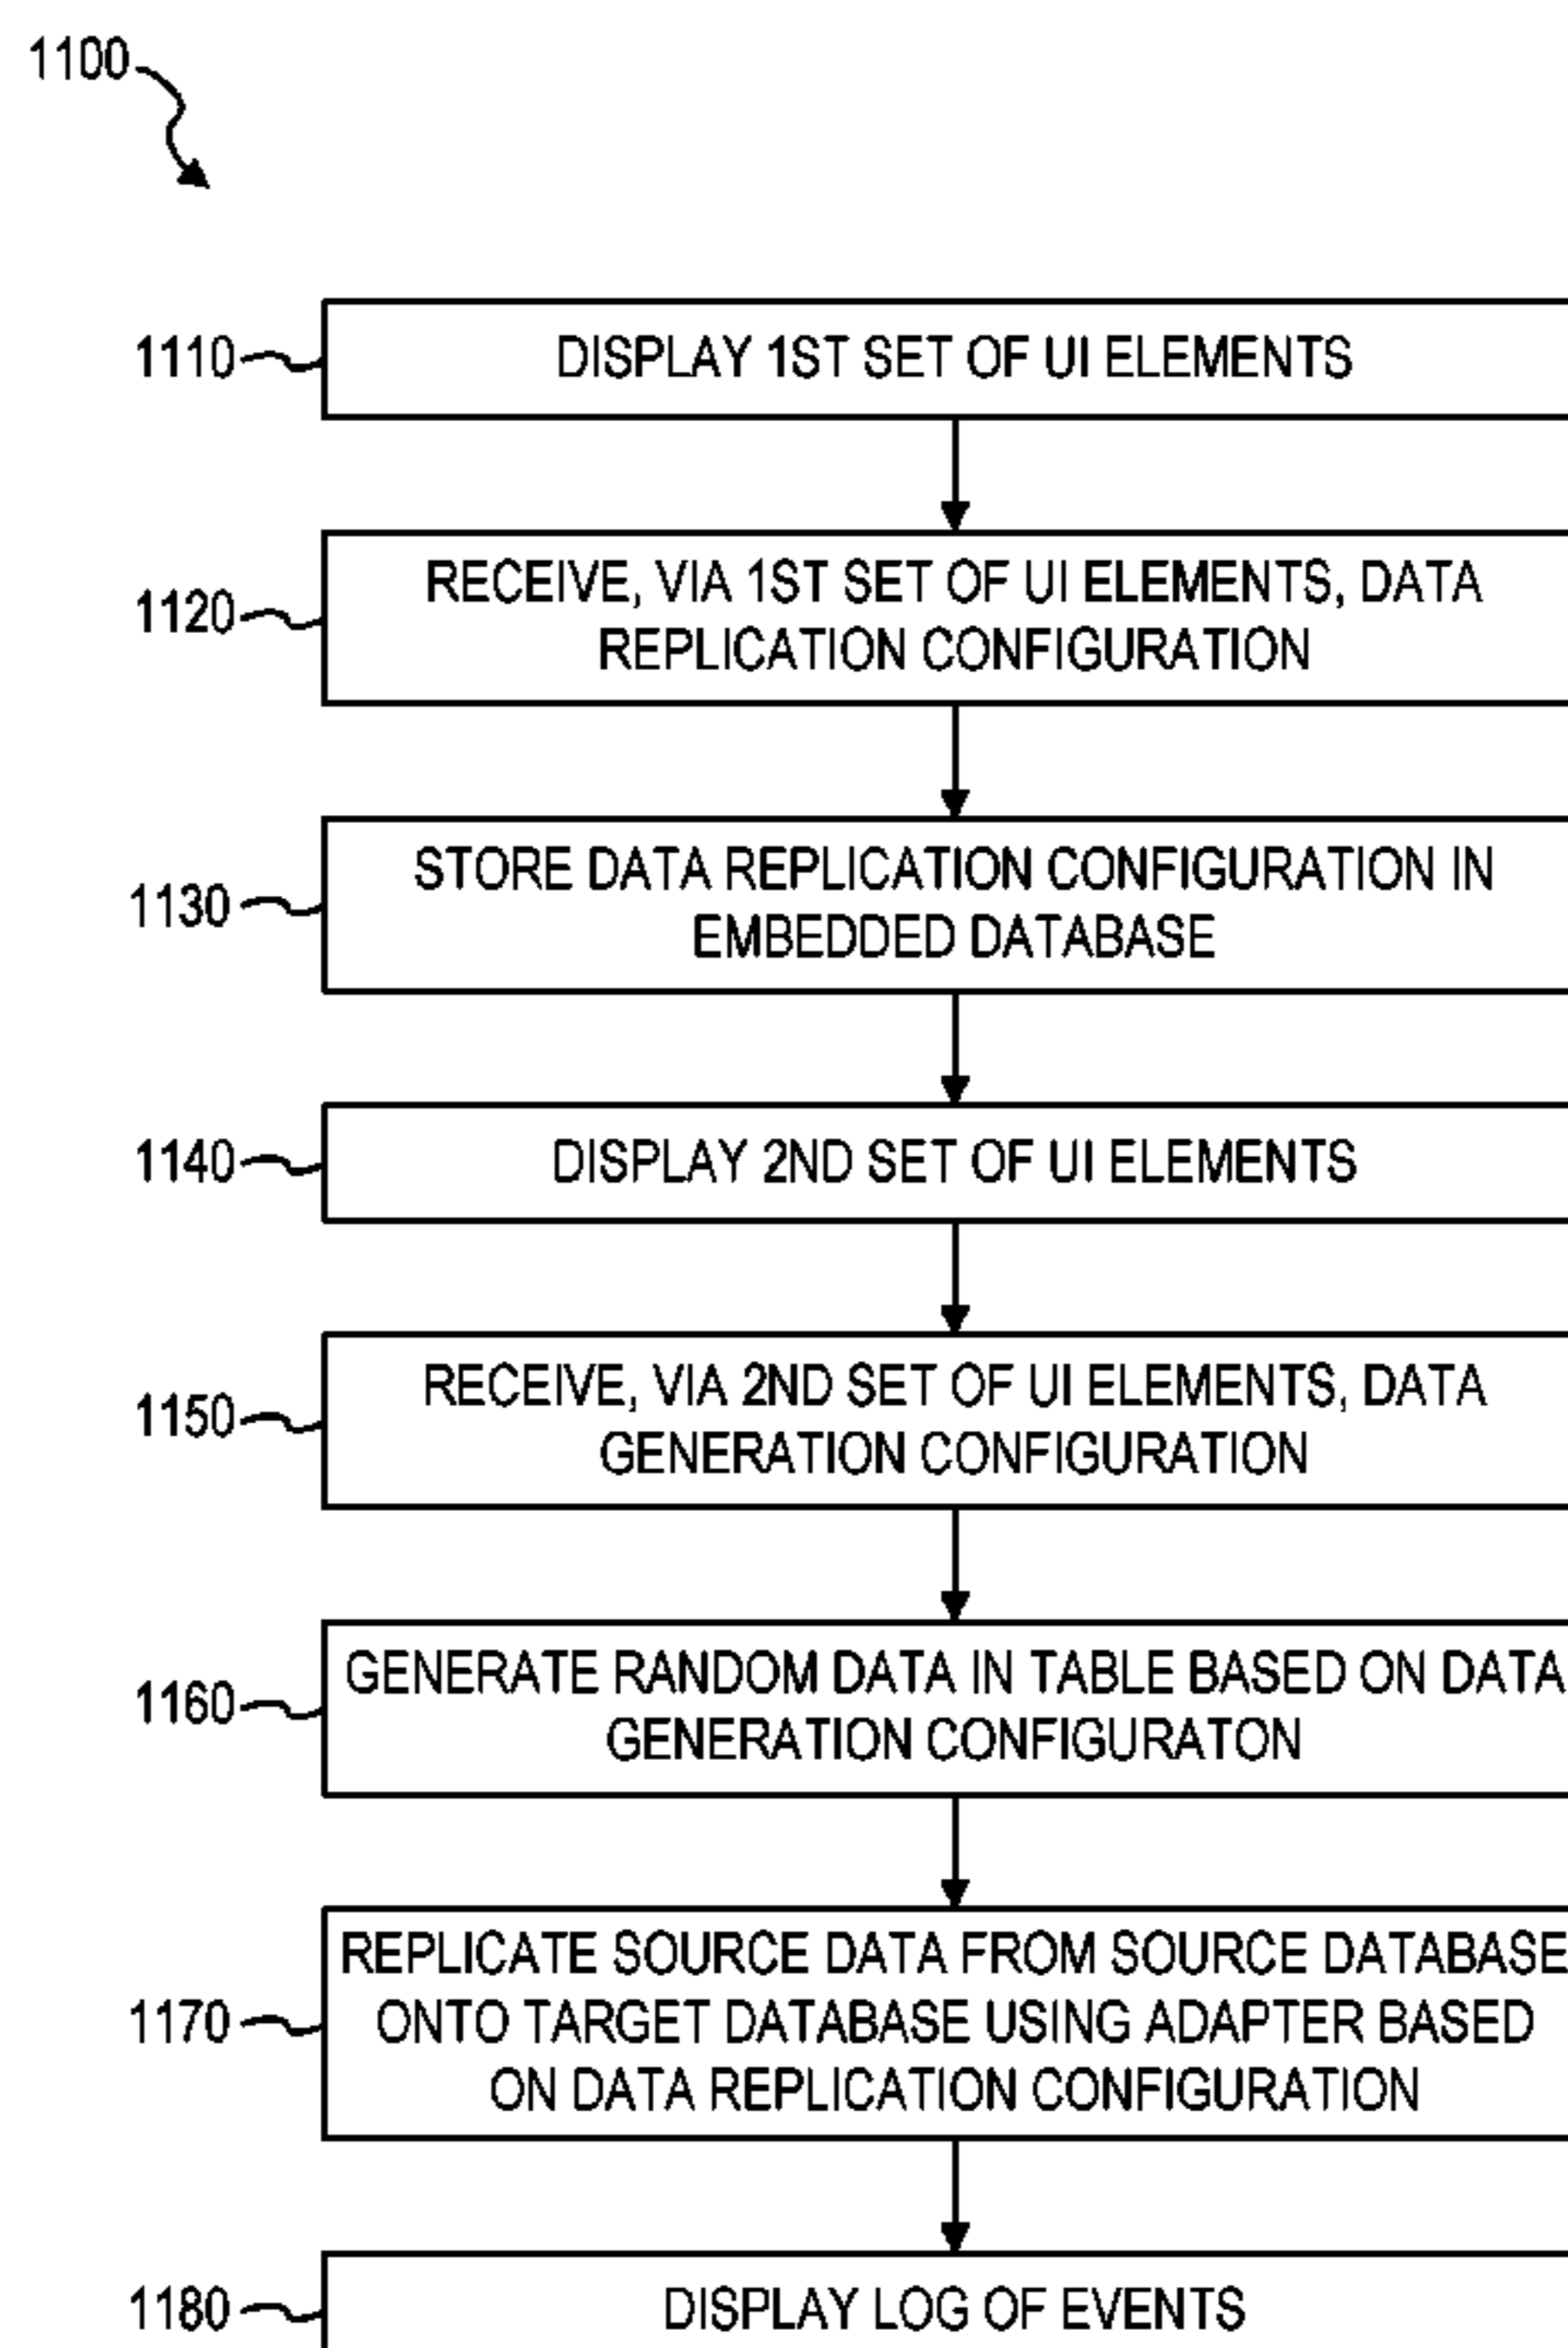 1100
1110
DISPLAY 1ST SET OF UI ELEMENTS
1120
RECEIVE, VIA 1ST SET OF UI ELEMENTS, DATA
REPLICATION CONFIGURATION
1130
STORE DATA REPLICATION CONFIGURATION IN
EMBEDDED DATABASE
1140
DISPLAY 2ND SET OF UI ELEMENTS
1150
RECEIVE, VIA 2ND SET OF UI ELEMENTS, DATA
GENERATION CONFIGURATION
1160
GENERATE RANDOM DATA IN TABLE BASED ON DATA
GENERATION CONFIGURATON
1170
REPLICATE SOURCE DATA FROM SOURCE DATABASE
ONTO TARGET DATABASE USING ADAPTER BASED
ON DATA REPLICATION CONFIGURATION
1180
DISPLAY LOG OF EVENTS